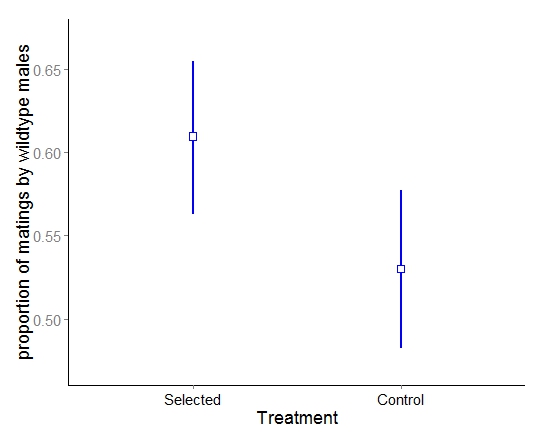 proportion of matings by wildtype males
0.65
0.60
0.55
0.50
Selected
Control
Treatment